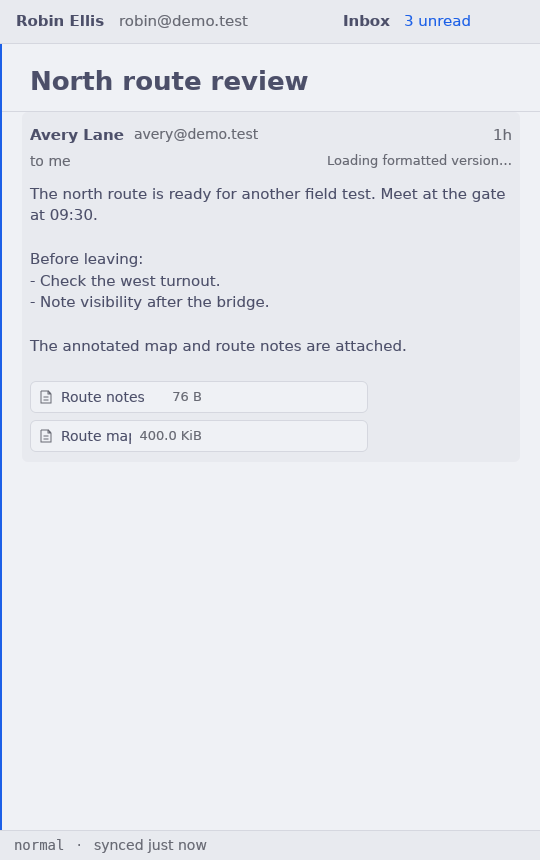 Robin Ellis robin@demo.test Inbox 3 unread
North route review
Avery Lane avery@demo.test 1h
to me Loading formatted version...
The north route is ready for another field test. Meet at the gate
at 09:30.
Before leaving:
- Check the west turnout.
- Note visibility after the bridge.
The annotated map and route notes are attached.
Route notes 76 B
Route map 400.0 KiB
normal · synced just now